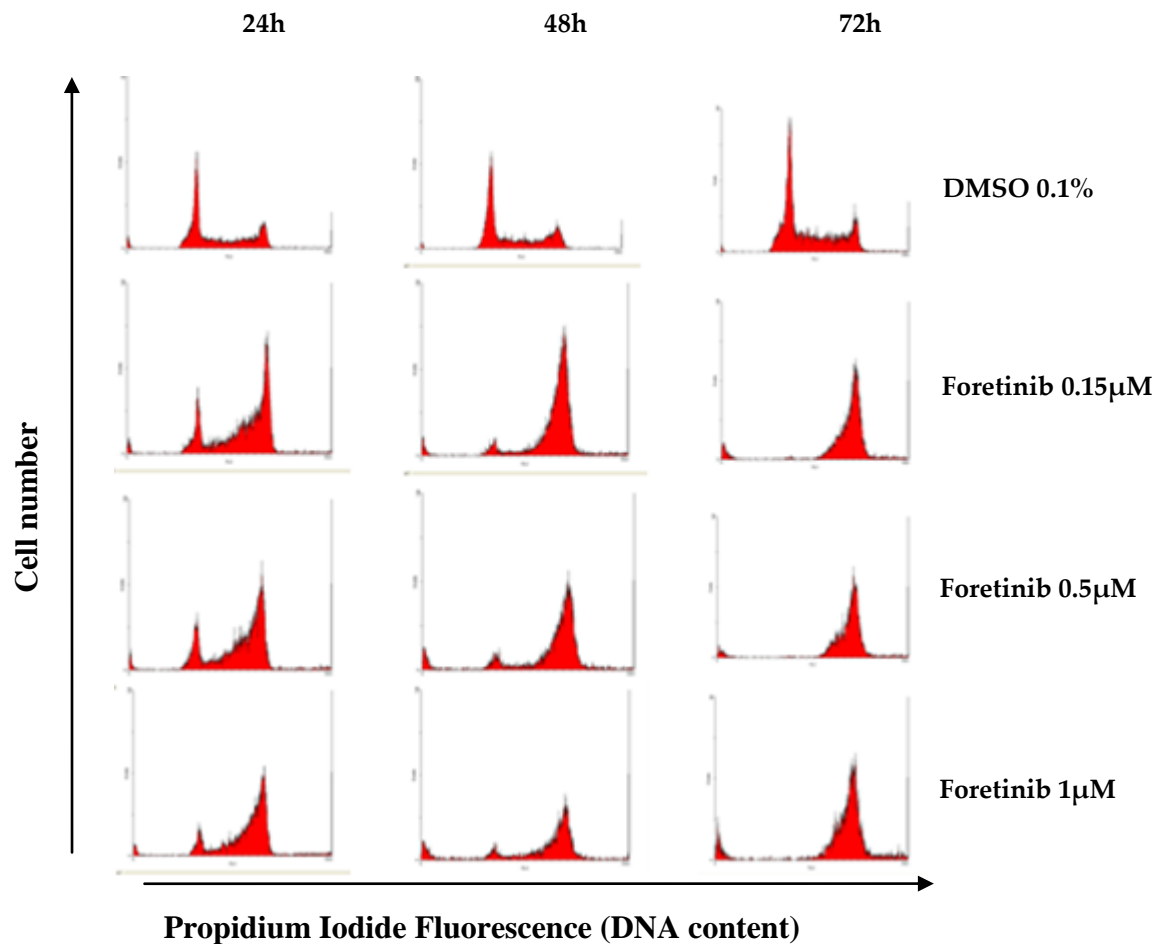 24h 48h 72h
DMSO 0.1%
Foretinib 0.15µM
Foretinib 0.5µM
Foretinib 1µM
Cell number
Propidium Iodide Fluorescence (DNA content)